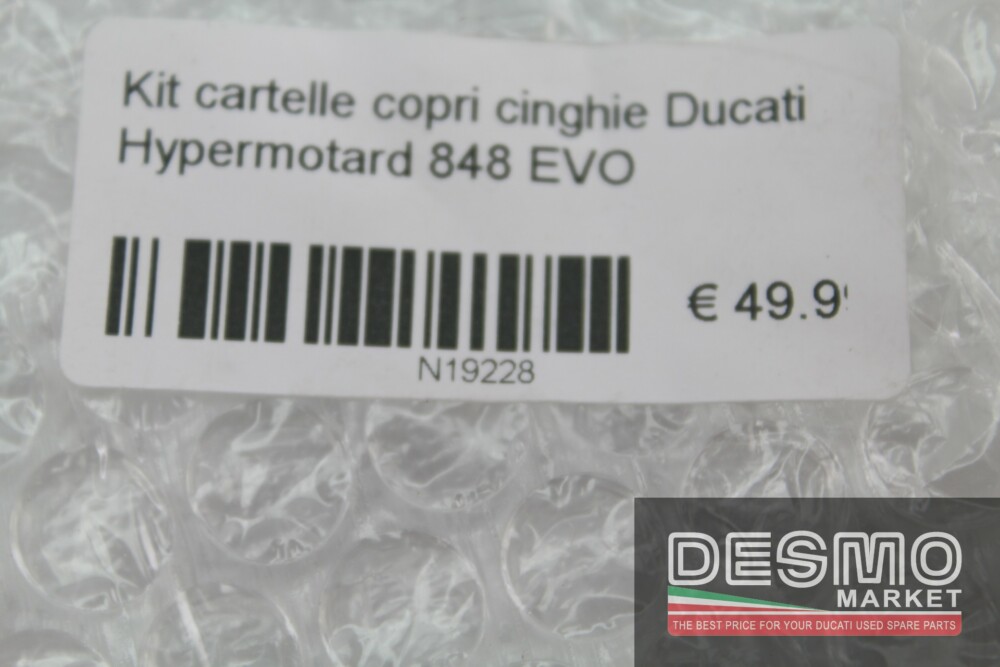 Kit cartelle copri cinghie Ducati
Hypermotard 848 EVO
€ 49.9
N19228
DESMO
MARKET
THE BEST PRICE FOR YOUR DUCATI USED SPARE PARTS